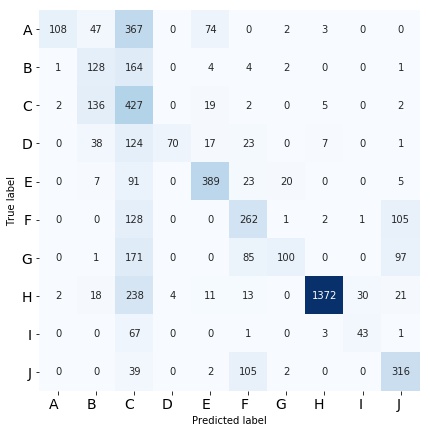 A 108 47 367 0 74 0 2 3 0 0
B 1 128 164 0 4 4 2 0 0 1
C 2 136 427 0 19 2 0 5 0 2
D 0 38 124 70 17 23 0 7 0 1
E 0 7 91 0 389 23 20 0 0 5
F 0 0 128 0 0 262 1 2 1 105
G 0 1 171 0 0 85 100 0 0 97
H 2 18 238 4 11 13 0 1372 30 21
I 0 0 67 0 0 1 0 3 43 1
J 0 0 39 0 2 105 2 0 0 316
A B C D E F G H I J
True label
Predicted label